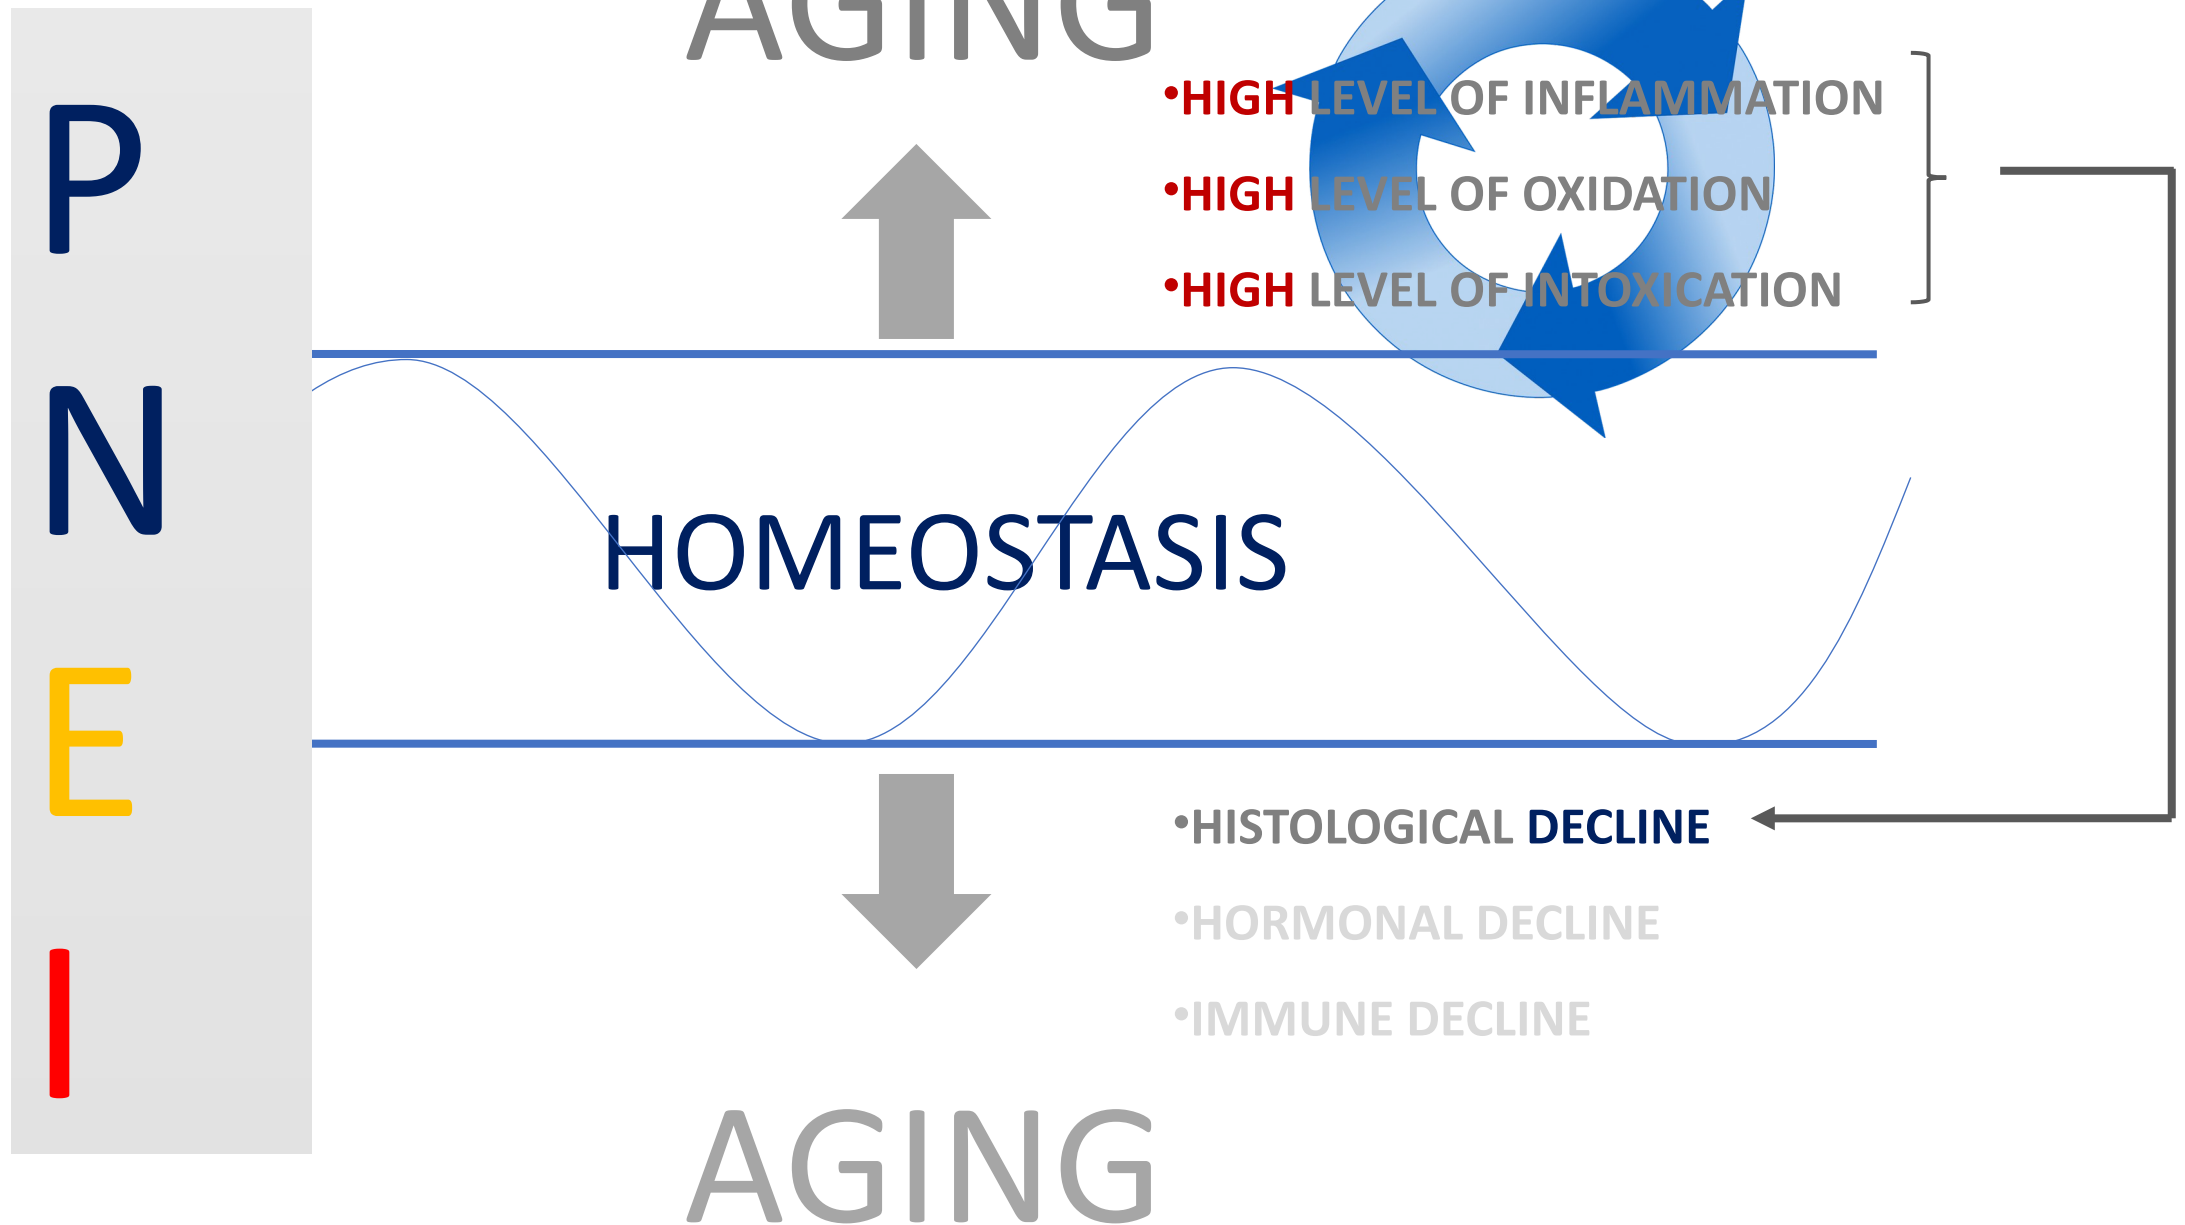 P
N
E
I
AGING
•HIGH LEVEL OF INFLAMMATION
•HIGH LEVEL OF OXIDATION
•HIGH LEVEL OF INTOXICATION
HOMEOSTASIS
•HISTOLOGICAL DECLINE
•HORMONAL DECLINE
•IMMUNE DECLINE
AGING